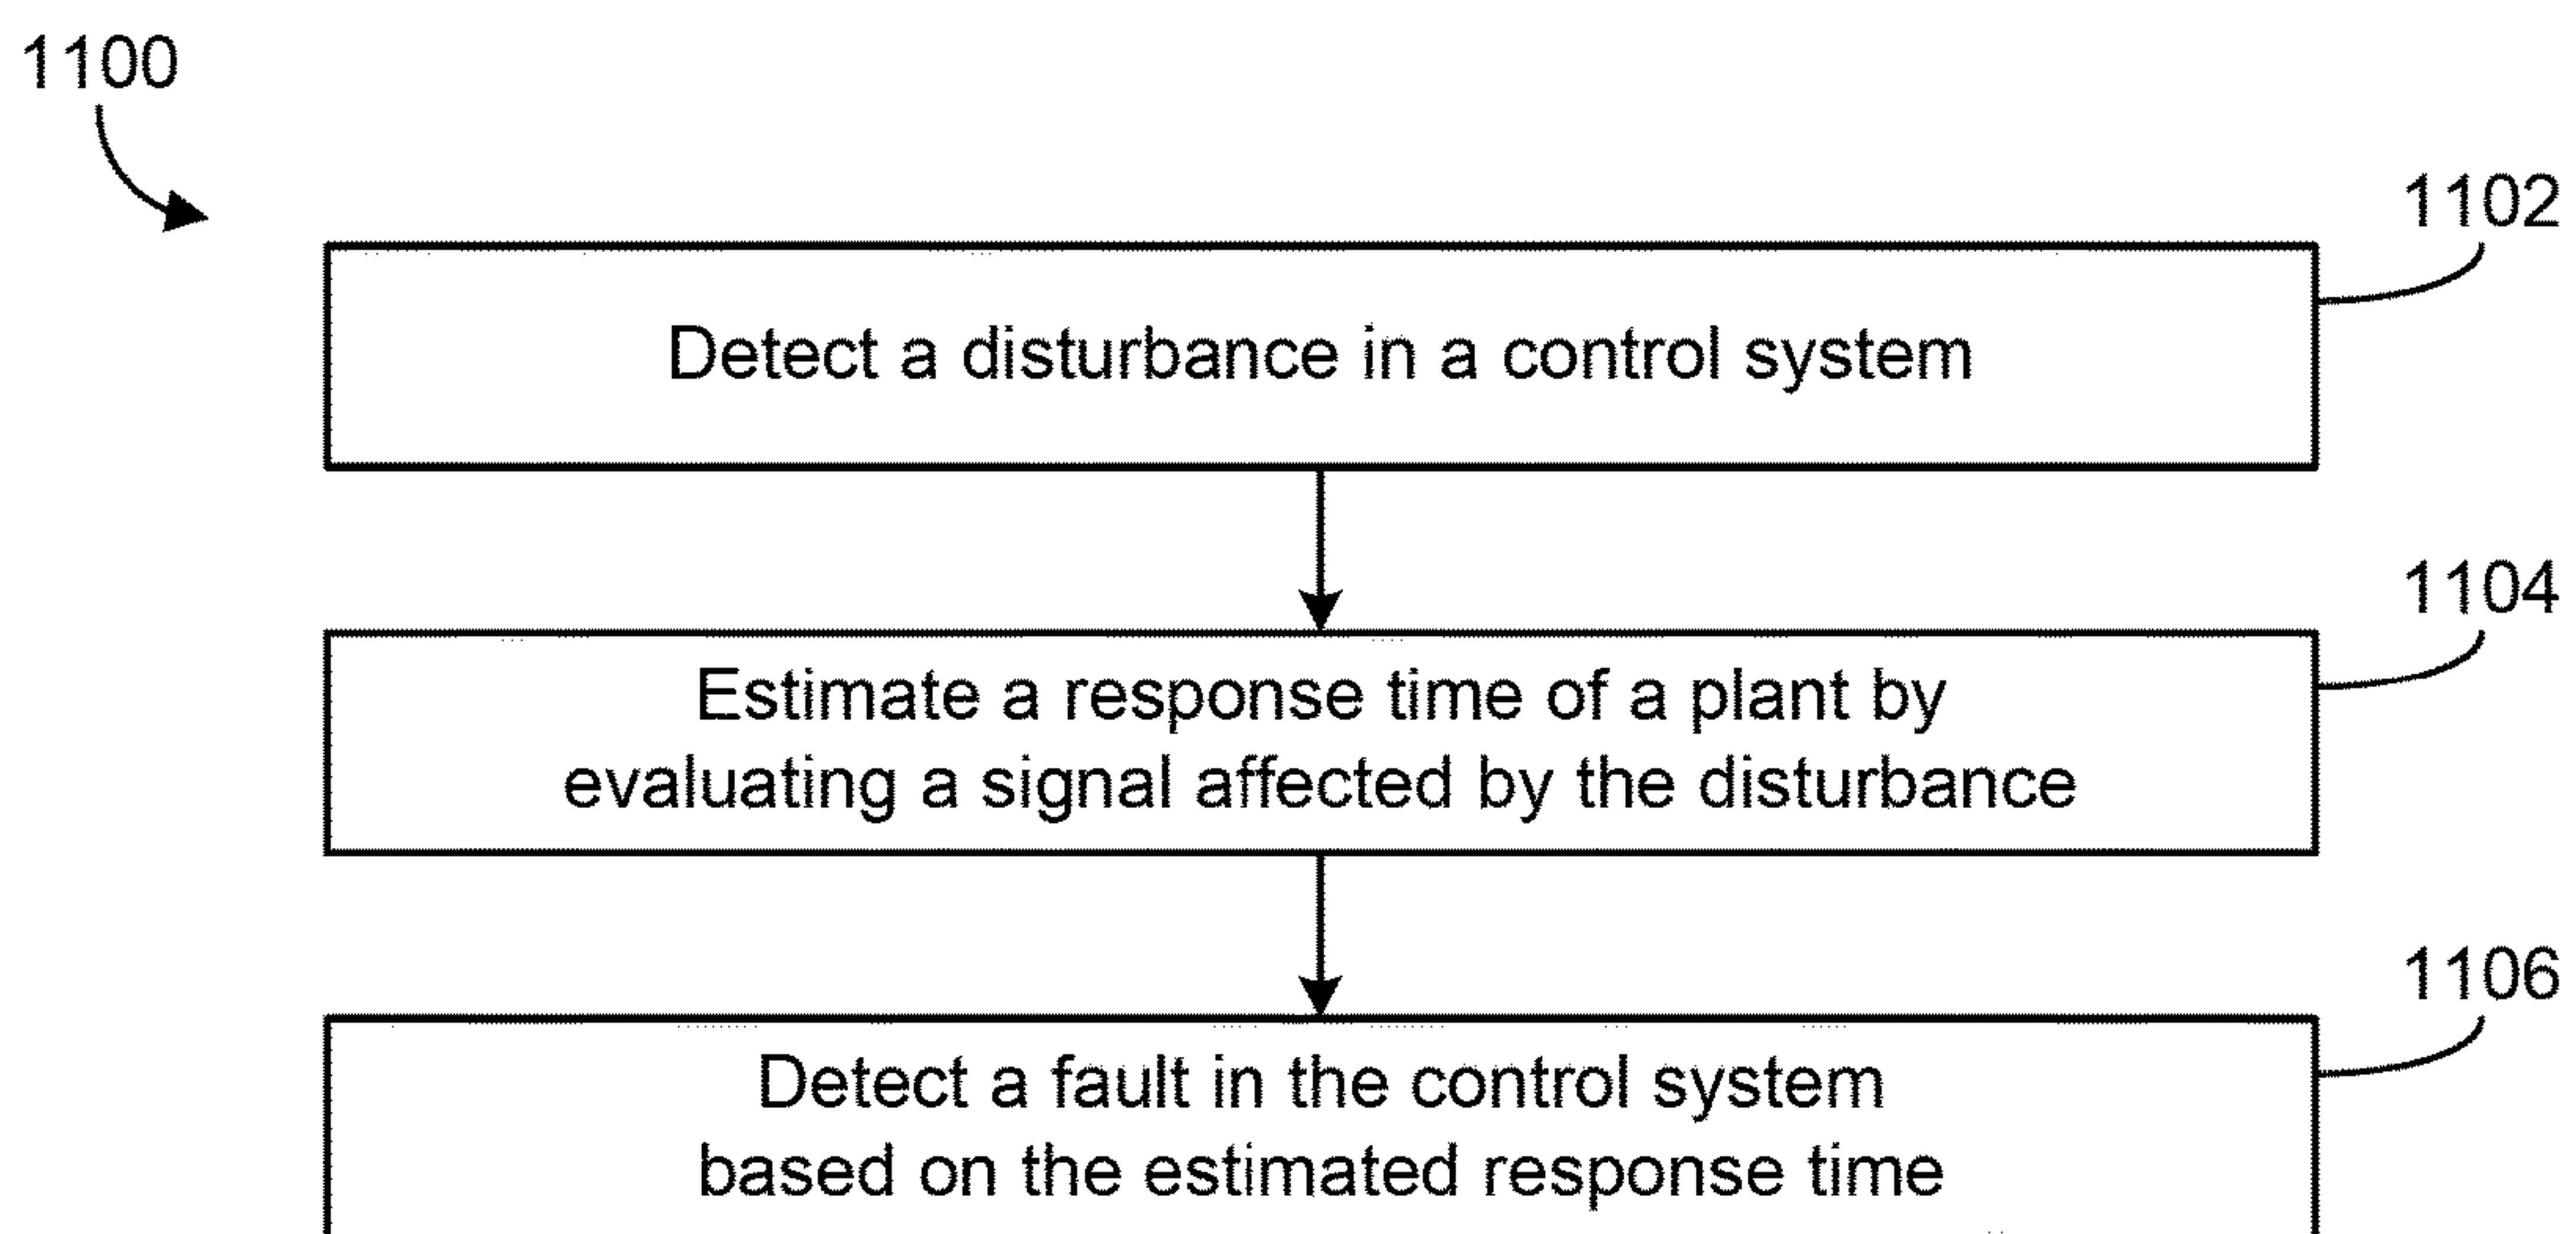 1100
1102
Detect a disturbance in a control system
1104
Estimate a response time of a plant by
evaluating a signal affected by the disturbance
1106
Detect a fault in the control system
based on the estimated response time